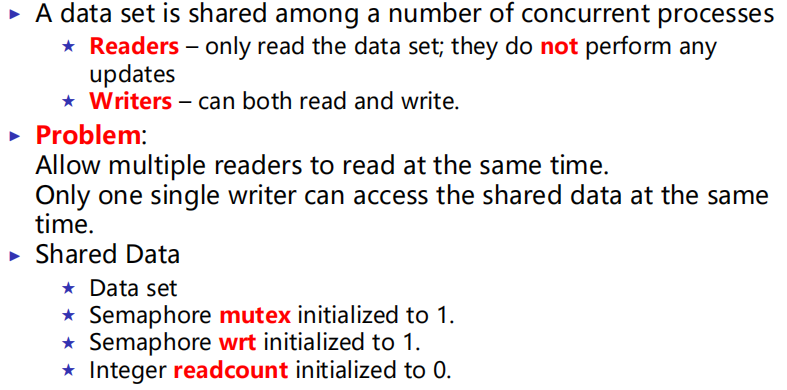 ► A data set is shared among a number of concurrent processes
★ Readers – only read the data set; they do not perform any
updates
★ Writers – can both read and write.
► Problem:
Allow multiple readers to read at the same time.
Only one single writer can access the shared data at the same
time.
► Shared Data
★ Data set
★ Semaphore mutex initialized to 1.
★ Semaphore wrt initialized to 1.
★ Integer readcount initialized to 0.